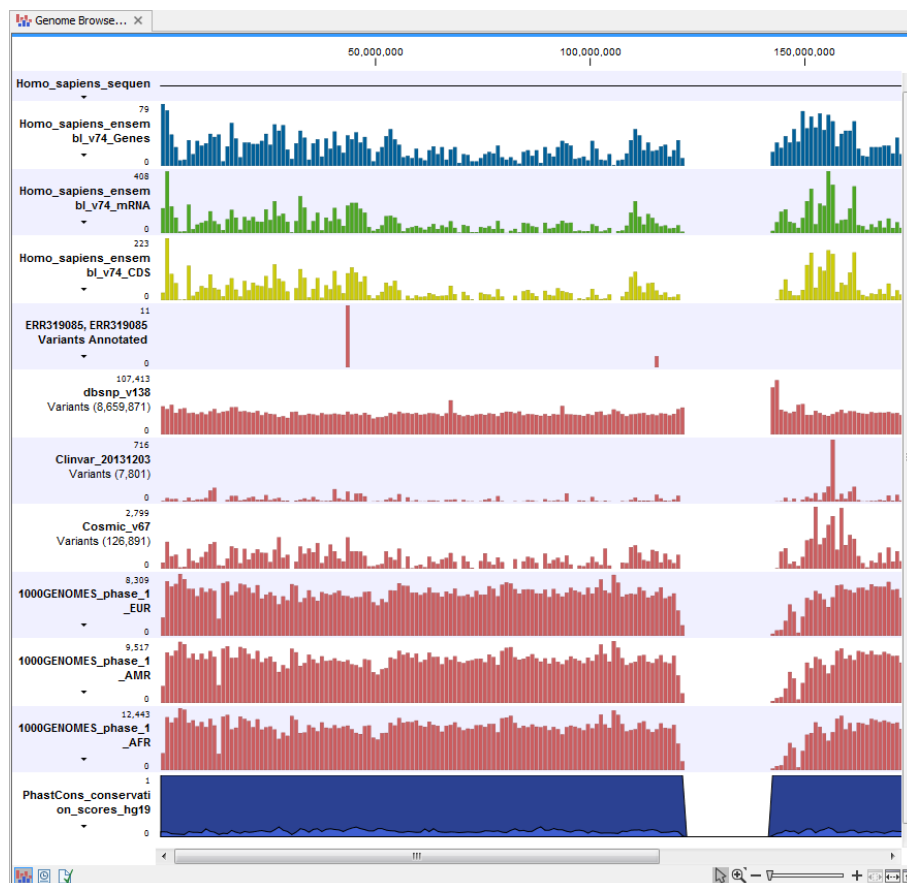 Genome Browse...
50,000,000 100,000,000 150,000,000
Homo_sapiens_sequen
79
Homo_sapiens_ensem
bl_v74_Genes
0
408
Homo_sapiens_ensem
bl_v74_mRNA
0
223
Homo_sapiens_ensem
bl_v74_CDS
0
11
ERR319085, ERR319085
Variants Annotated
0
107,413
dbsnp_v138
Variants (8,659,871)
0
716
Clinvar_20131203
Variants (7,801)
0
2,799
Cosmic_v67
Variants (126,891)
0
8,309
1000GENOMES_phase_1
_EUR
0
9,517
1000GENOMES_phase_1
_AMR
0
12,443
1000GENOMES_phase_1
_AFR
0
1
PhastCons_conservati
on_scores_hg19
0